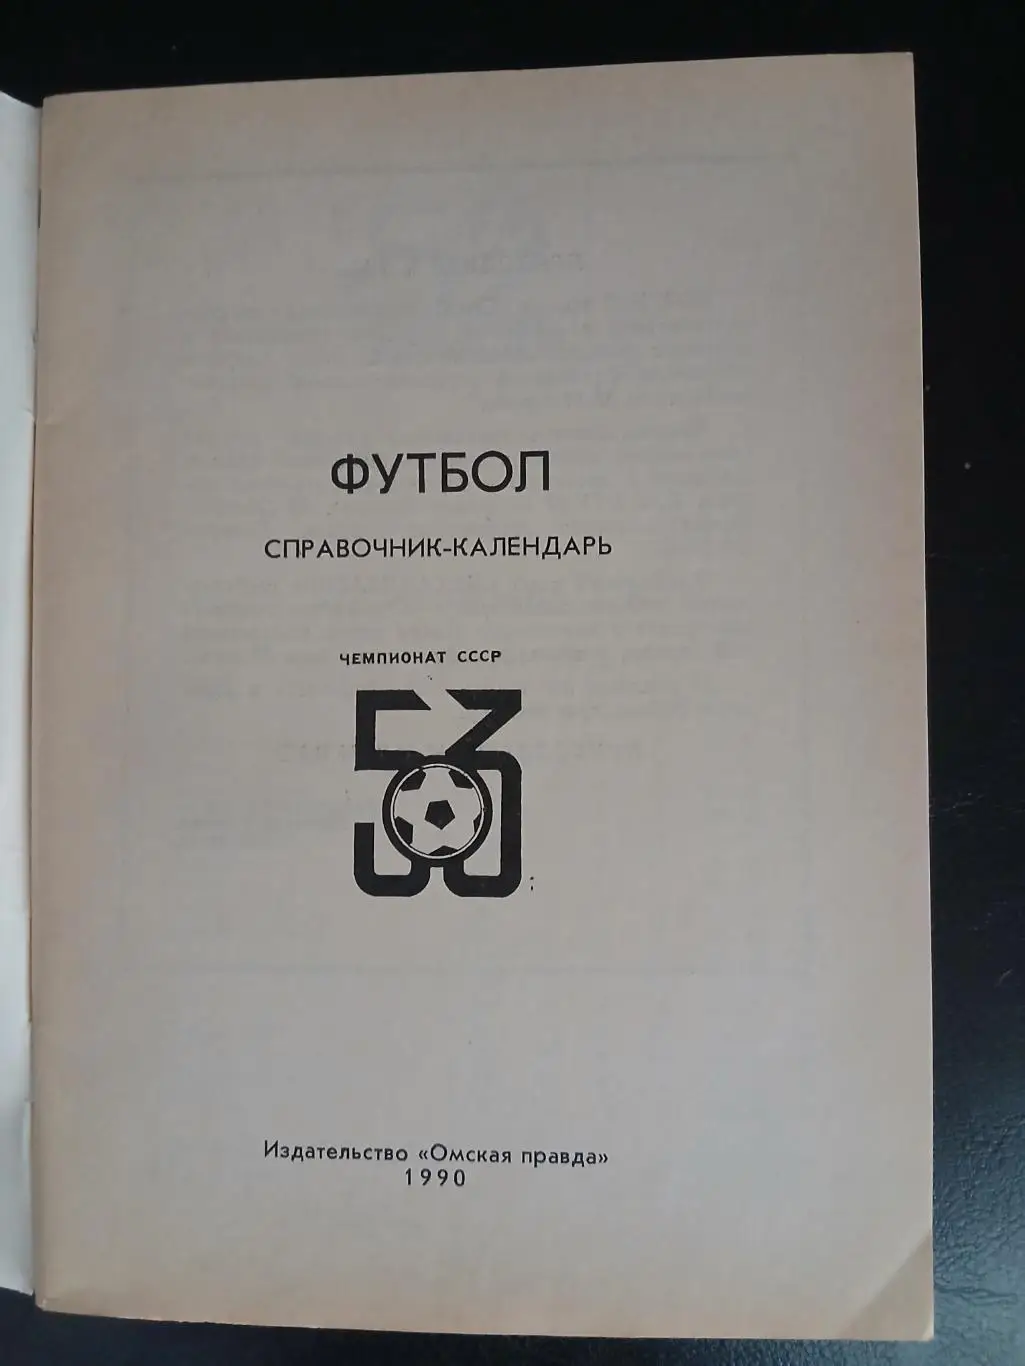 ФУТБОЛ
СПРАВОЧНИК-КАЛЕНДАРЬ
ЧЕМПИОНАТ СССР
53
Издательство «Омская правда»
1990